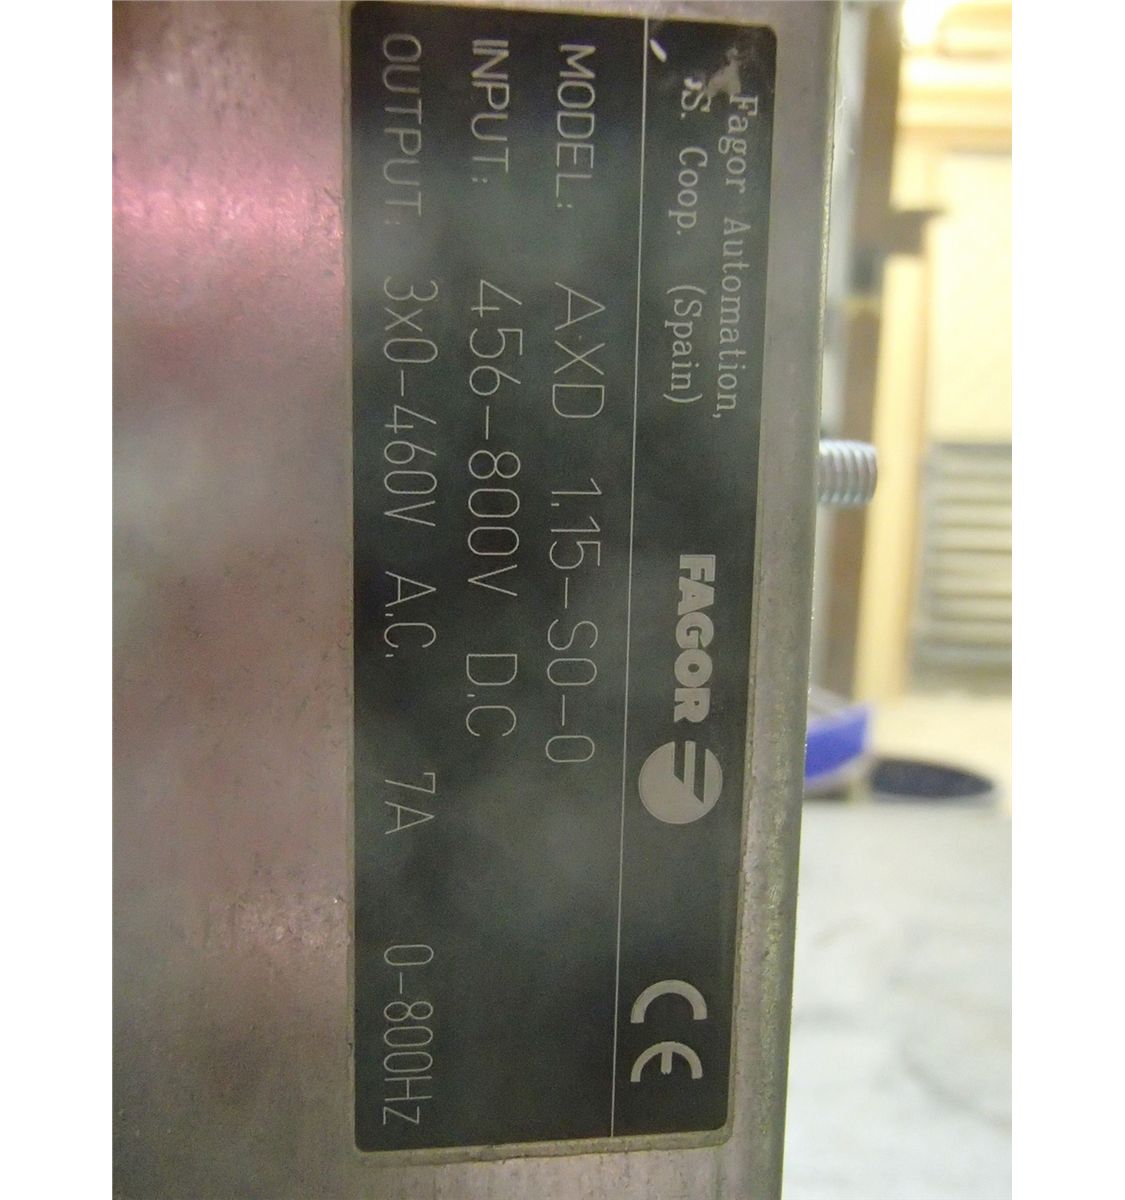 Fagor Automation,
S. Coop. (Spain)
FAGOR
CE
MODEL: AXD 1.15-S0-0
INPUT: 456-800V D.C
OUTPUT: 3x0-460V A.C. 7A 0-800Hz